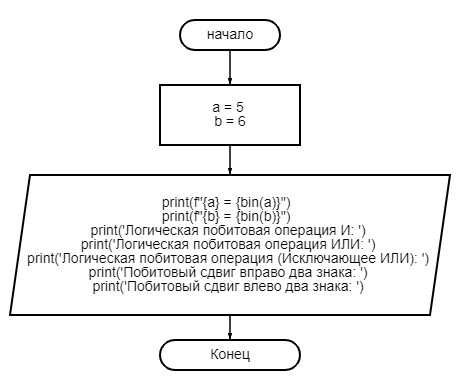 начало
a = 5
b = 6
print(f"{a} = {bin(a)}")
print(f"{b} = {bin(b)}")
print('Логическая побитовая операция И: ')
print('Логическая побитовая операция ИЛИ: ')
print('Логическая побитовая операция (Исключающее ИЛИ): ')
print('Побитовый сдвиг вправо два знака: ')
print('Побитовый сдвиг влево два знака: ')
Конец